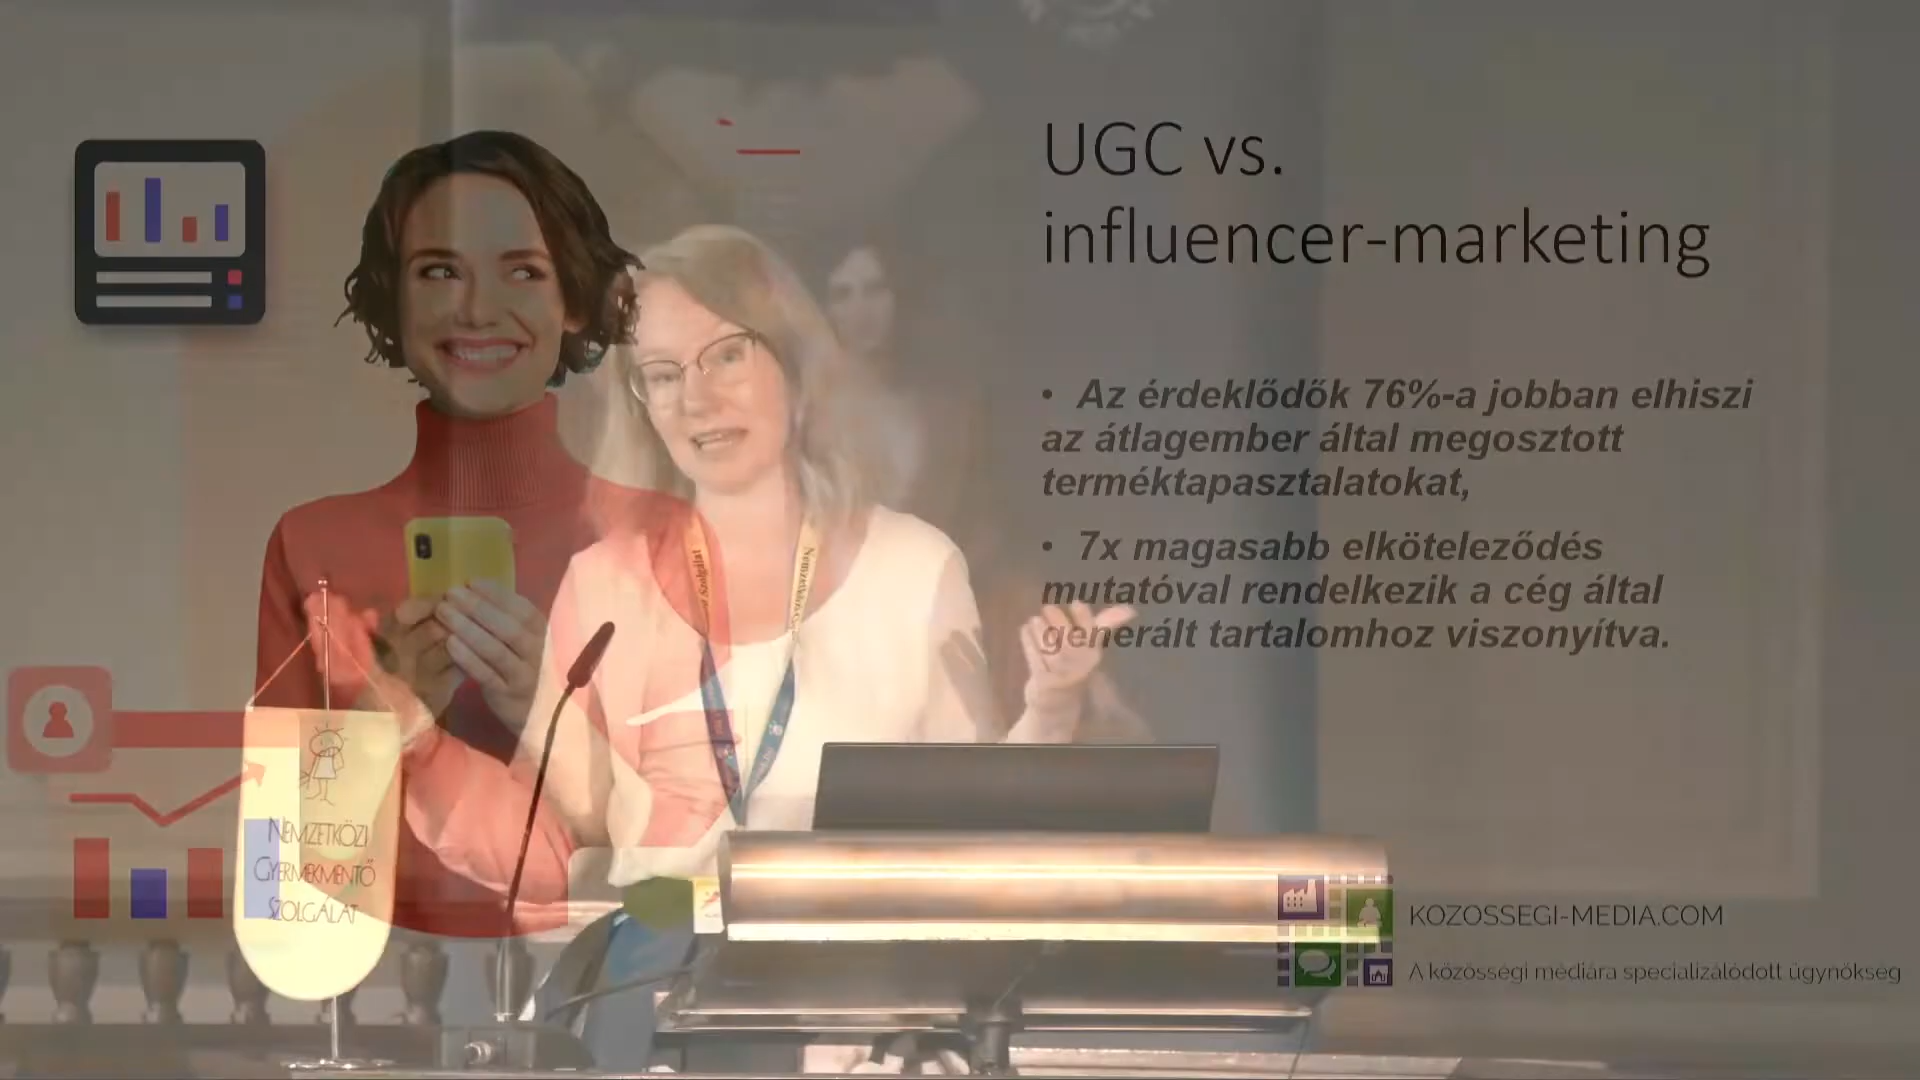 UGC vs.
influencer-marketing
• Az érdeklődők 76%-a jobban elhiszi
az átlagember által megosztott
terméktapasztalatokat,
• 7x magasabb elköteleződés
mutatóval rendelkezik a cég által
generált tartalomhoz viszonyítva.
NEMZETKÖZI
GYERMEKMENTŐ
SZOLGÁLAT
KOZOSSEGI-MEDIA.COM
A közösségi médiára specializálódott ügynökség